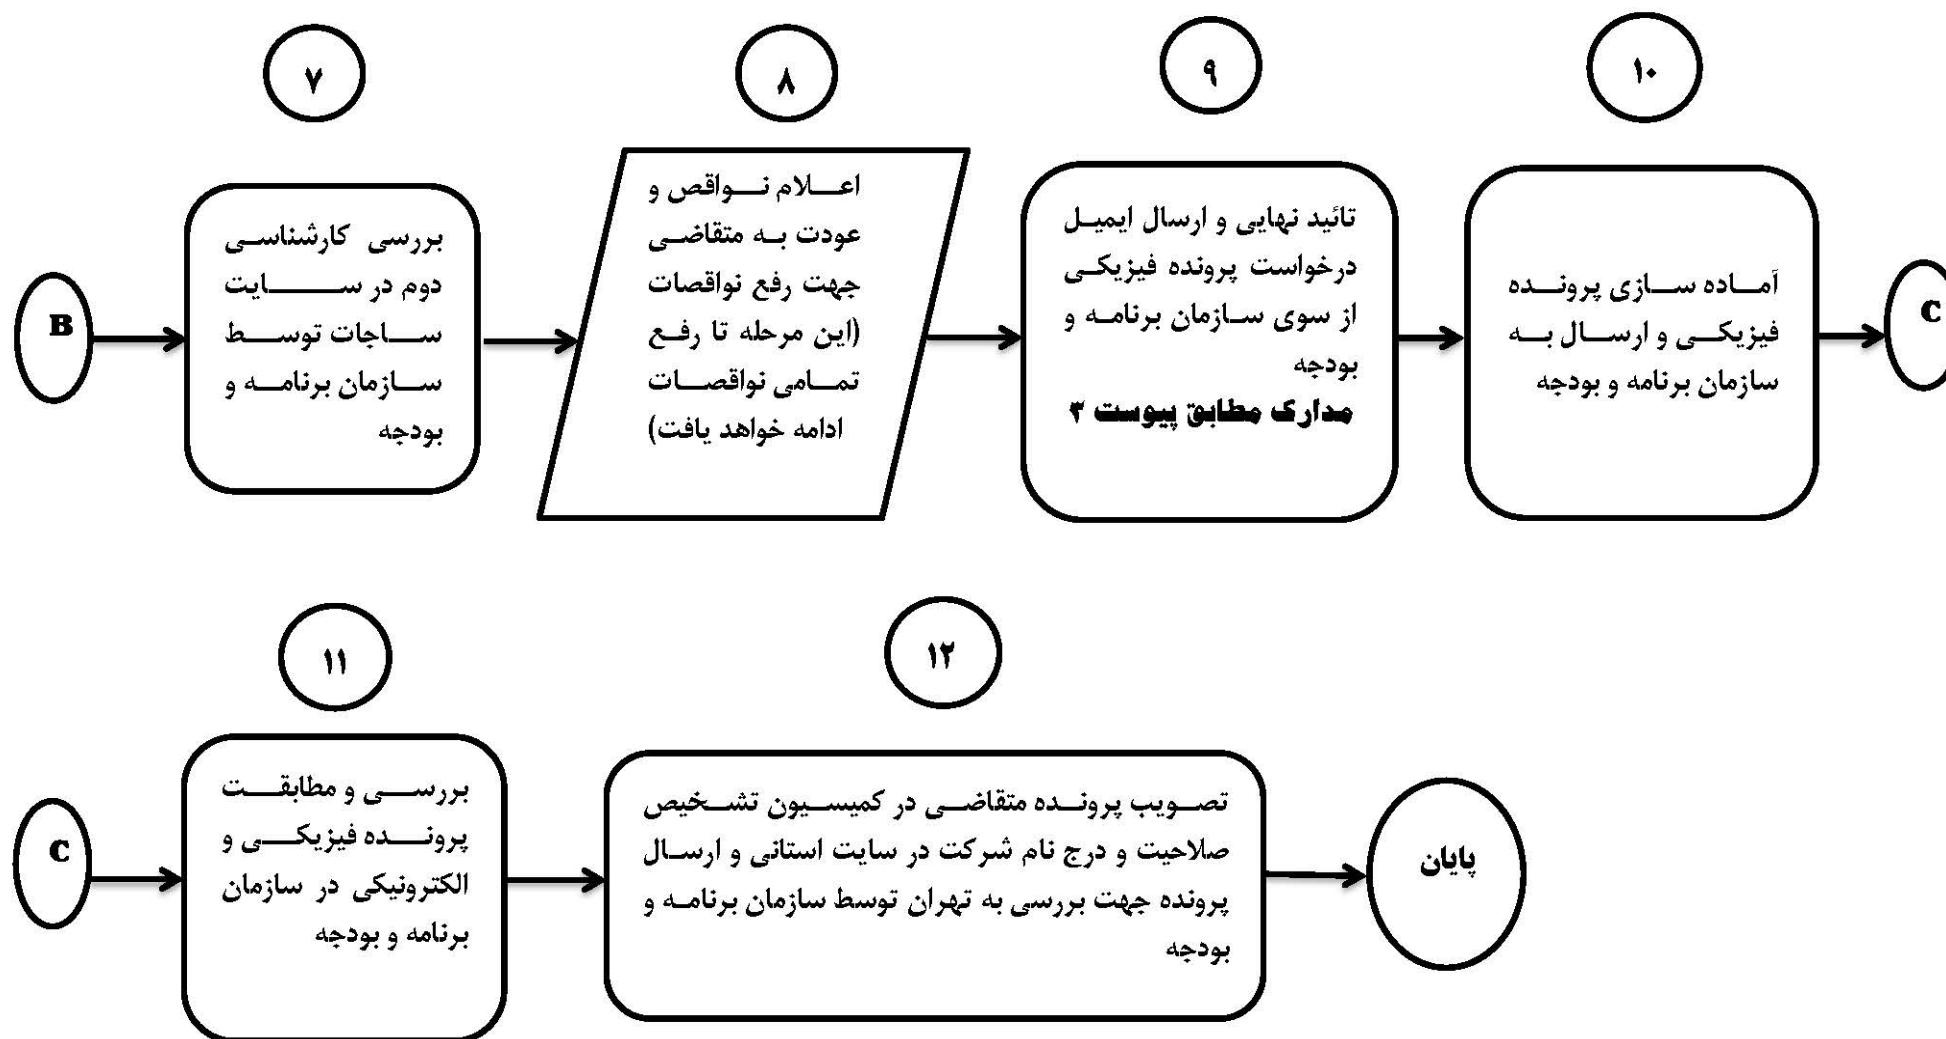 ۷
۸
۹
۱۰
B
بررسی کارشناسی
دوم در سایت
ساجات توسط
سازمان برنامه و
بودجه
اعلام نواقص و
عودت به متقاضی
جهت رفع نواقصات
(این مرحله تا رفع
تمامی نواقصات
ادامه خواهد یافت)
تائید نهایی و ارسال ایمیل
درخواست پرونده فیزیکی
از سوی سازمان برنامه و
بودجه
مدارک مطابق پیوست ۳
آماده سازی پرونده
فیزیکی و ارسال به
سازمان برنامه و بودجه
C
۱۱
۱۲
C
بررسی و مطابقت
پرونده فیزیکی و
الکترونیکی در سازمان
برنامه و بودجه
تصویب پرونده متقاضی در کمیسیون تشخیص
صلاحیت و درج نام شرکت در سایت استانی و ارسال
پرونده جهت بررسی به تهران توسط سازمان برنامه و
بودجه
پایان